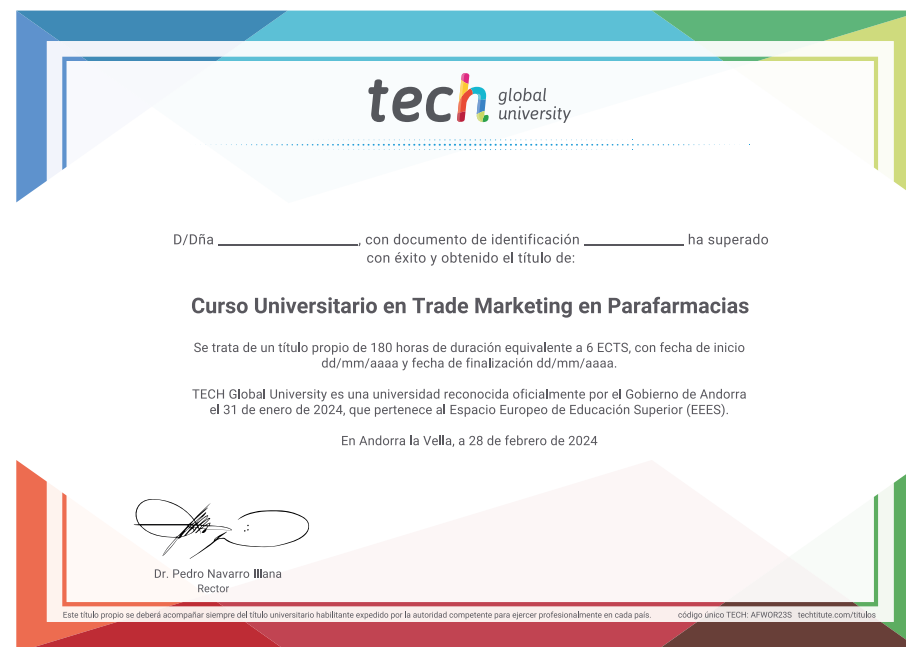 tech global university
D/Dña ______________, con documento de identificación __________ ha superado
con éxito y obtenido el título de:
Curso Universitario en Trade Marketing en Parafarmacias
Se trata de un título propio de 180 horas de duración equivalente a 6 ECTS, con fecha de inicio
dd/mm/aaaa y fecha de finalización dd/mm/aaaa.
TECH Global University es una universidad reconocida oficialmente por el Gobierno de Andorra
el 31 de enero de 2024, que pertenece al Espacio Europeo de Educación Superior (EEES).
En Andorra la Vella, a 28 de febrero de 2024
Dr. Pedro Navarro Illana
Rector
Este título propio se deberá acompañar siempre del título universitario habilitante expedido por la autoridad competente para ejercer profesionalmente en cada país. código único TECH: AFWOR23S techtitute.com/titulos